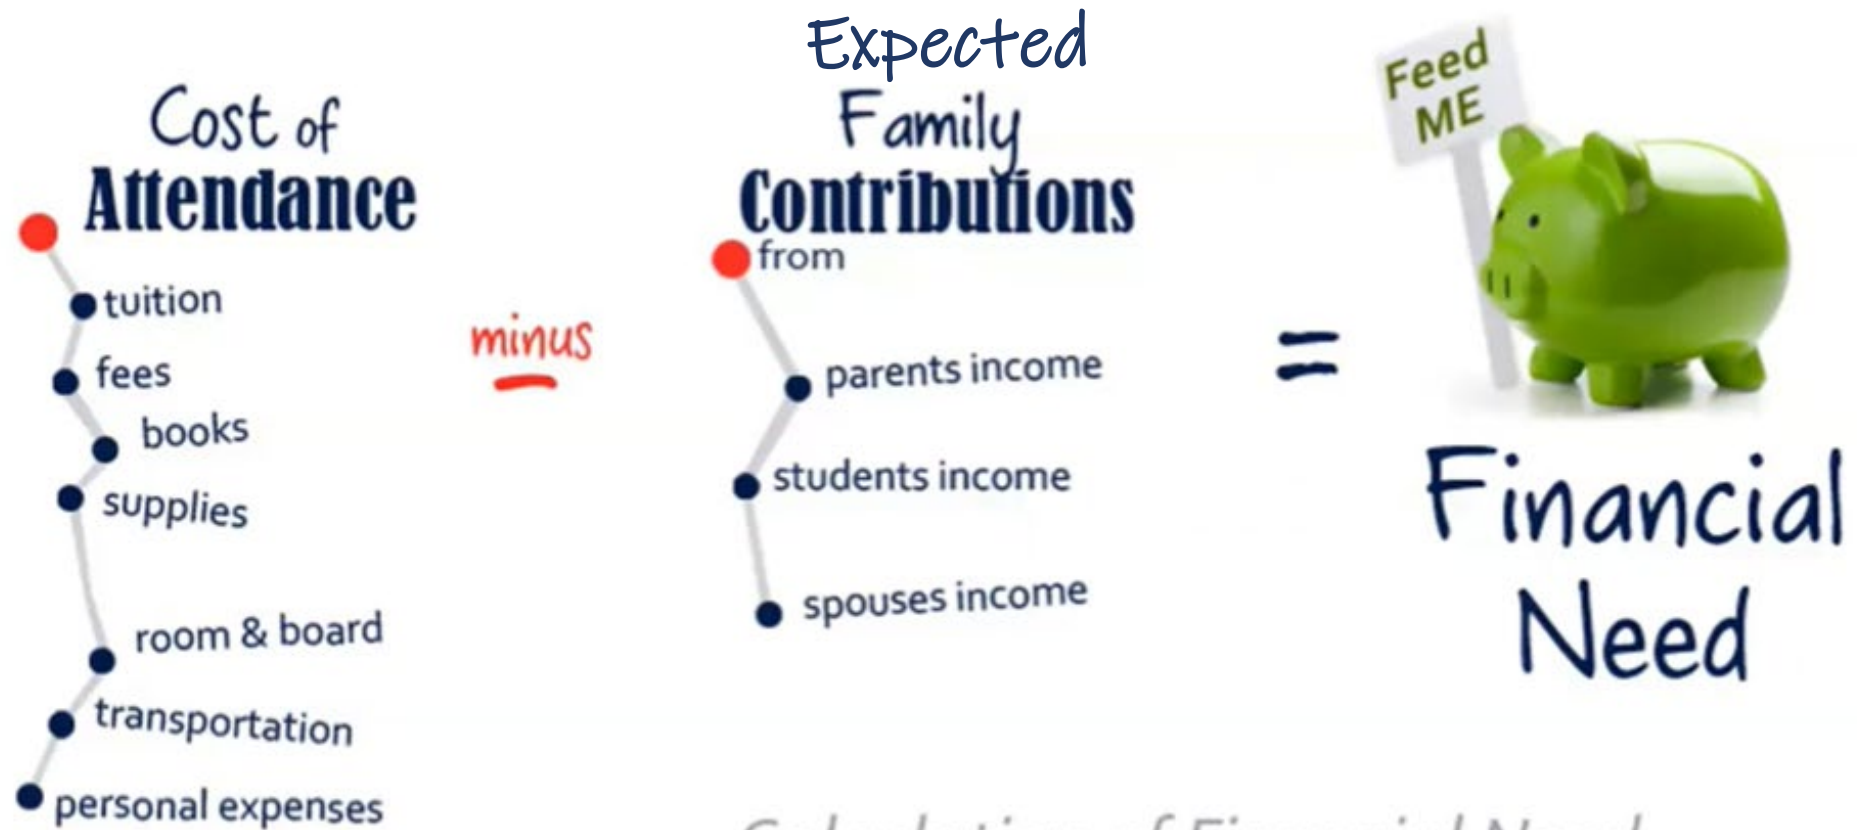 Cost of
Attendance
tuition
fees
books
supplies
room & board
transportation
personal expenses
minus
Expected
Family
Contributions
from
parents income
students income
spouses income
=
Feed
ME
Financial
Need